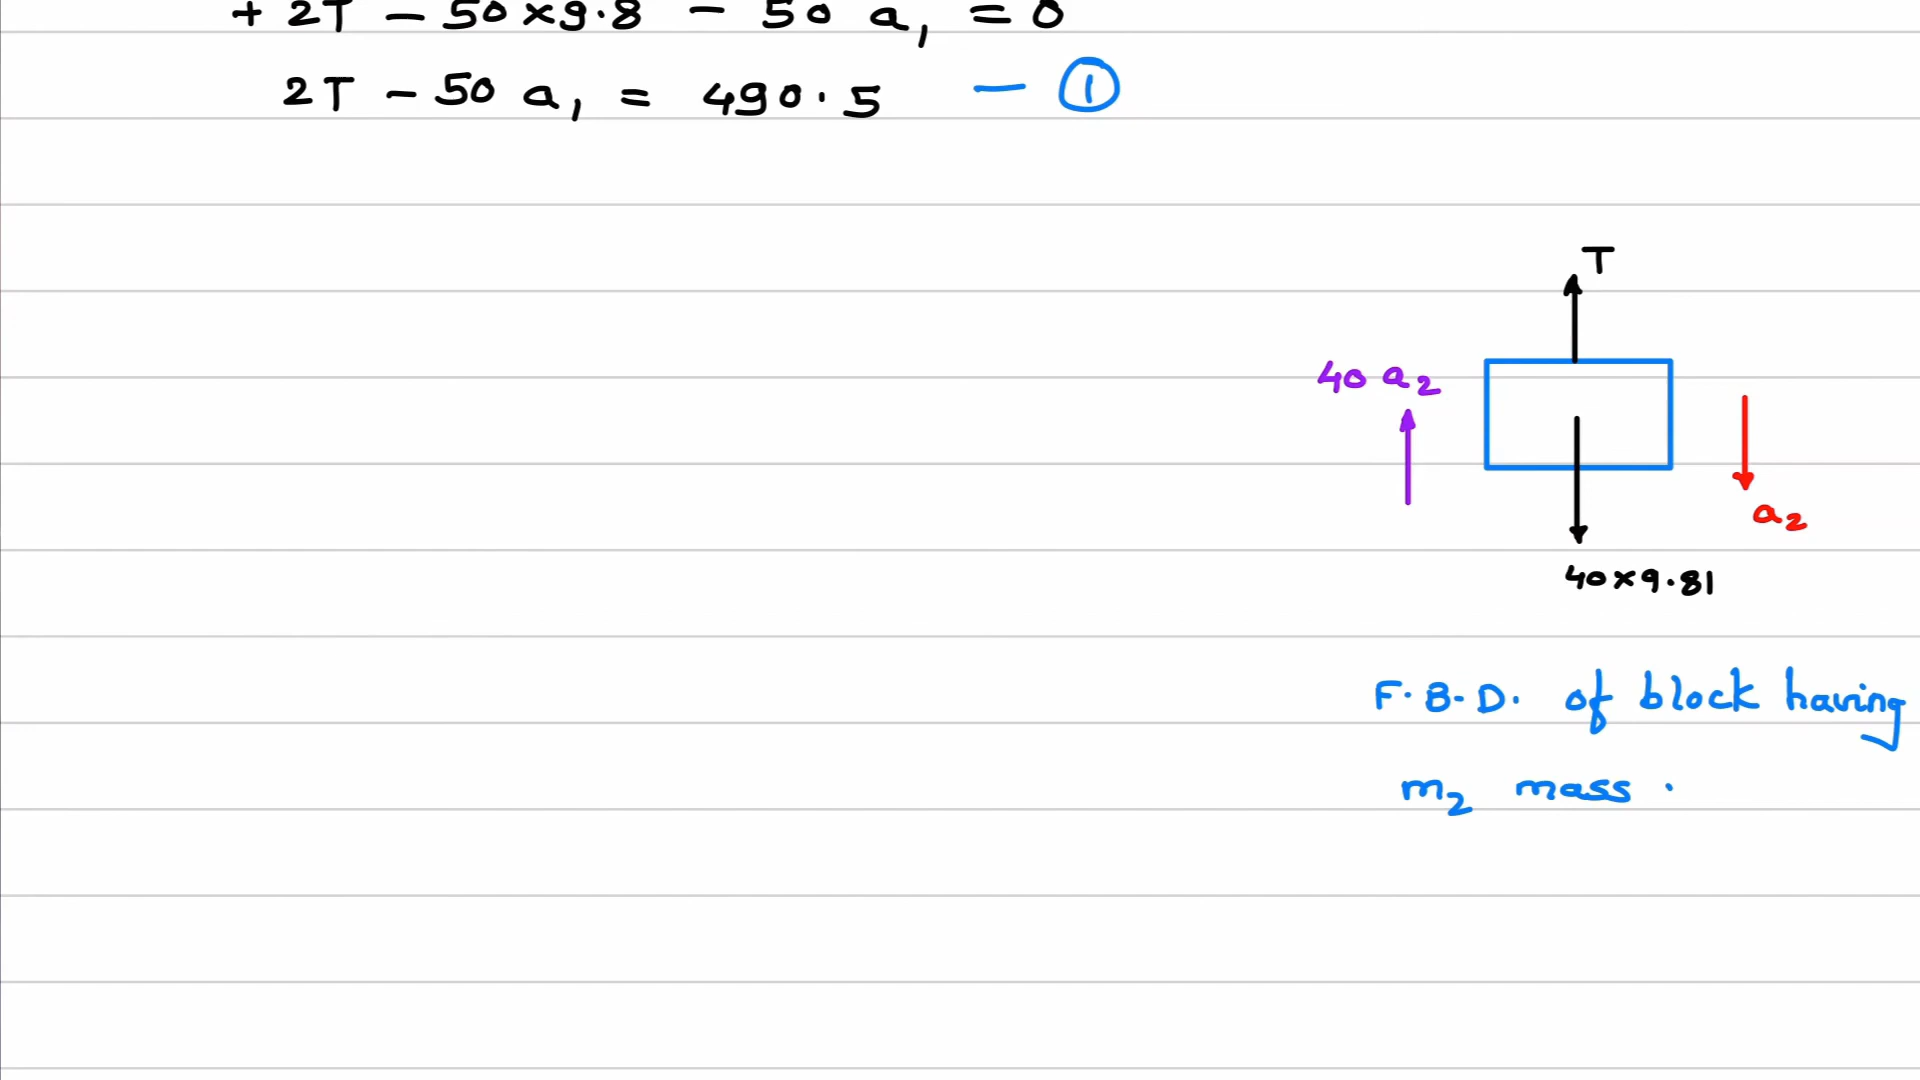 + 2T - 50×9.8 - 50 a₁ = 0
2T - 50 a₁ = 490.5 — ①
T
40 a₂
a₂
40×9.81
F.B.D. of block having
m₂ mass.